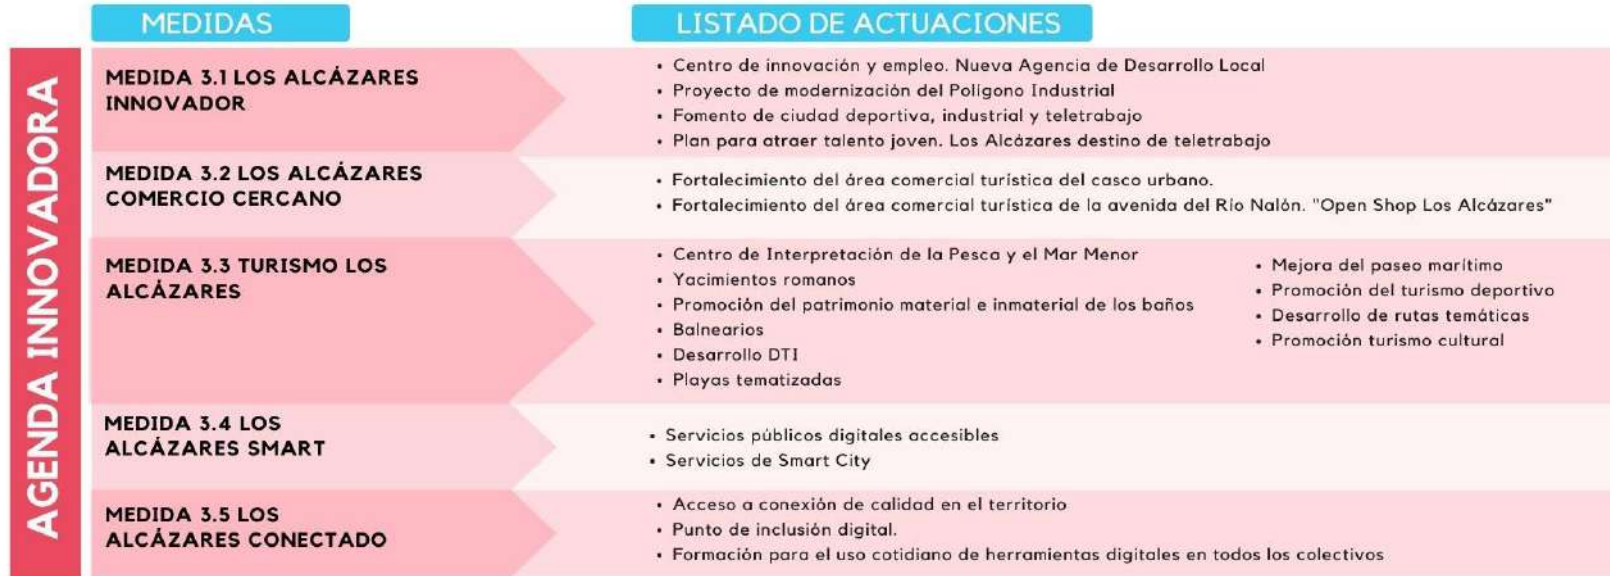 MEDIDAS
LISTADO DE ACTUACIONES
AGENDA INNOVADORA
MEDIDA 3.1 LOS ALCÁZARES
INNOVADOR
• Centro de innovación y empleo. Nueva Agencia de Desarrollo Local
• Proyecto de modernización del Polígono Industrial
• Fomento de ciudad deportiva, industrial y teletrabajo
• Plan para atraer talento joven. Los Alcázares destino de teletrabajo
MEDIDA 3.2 LOS ALCÁZARES
COMERCIO CERCANO
• Fortalecimiento del área comercial turística del casco urbano.
• Fortalecimiento del área comercial turística de la avenida del Río Nalón. "Open Shop Los Alcázares"
MEDIDA 3.3 TURISMO LOS
ALCÁZARES
• Centro de Interpretación de la Pesca y el Mar Menor
• Yacimientos romanos
• Promoción del patrimonio material e inmaterial de los baños
• Balnearios
• Desarrollo DTI
• Playas tematizadas
• Mejora del paseo marítimo
• Promoción del turismo deportivo
• Desarrollo de rutas temáticas
• Promoción turismo cultural
MEDIDA 3.4 LOS
ALCÁZARES SMART
• Servicios públicos digitales accesibles
• Servicios de Smart City
MEDIDA 3.5 LOS
ALCÁZARES CONECTADO
• Acceso a conexión de calidad en el territorio
• Punto de inclusión digital.
• Formación para el uso cotidiano de herramientas digitales en todos los colectivos